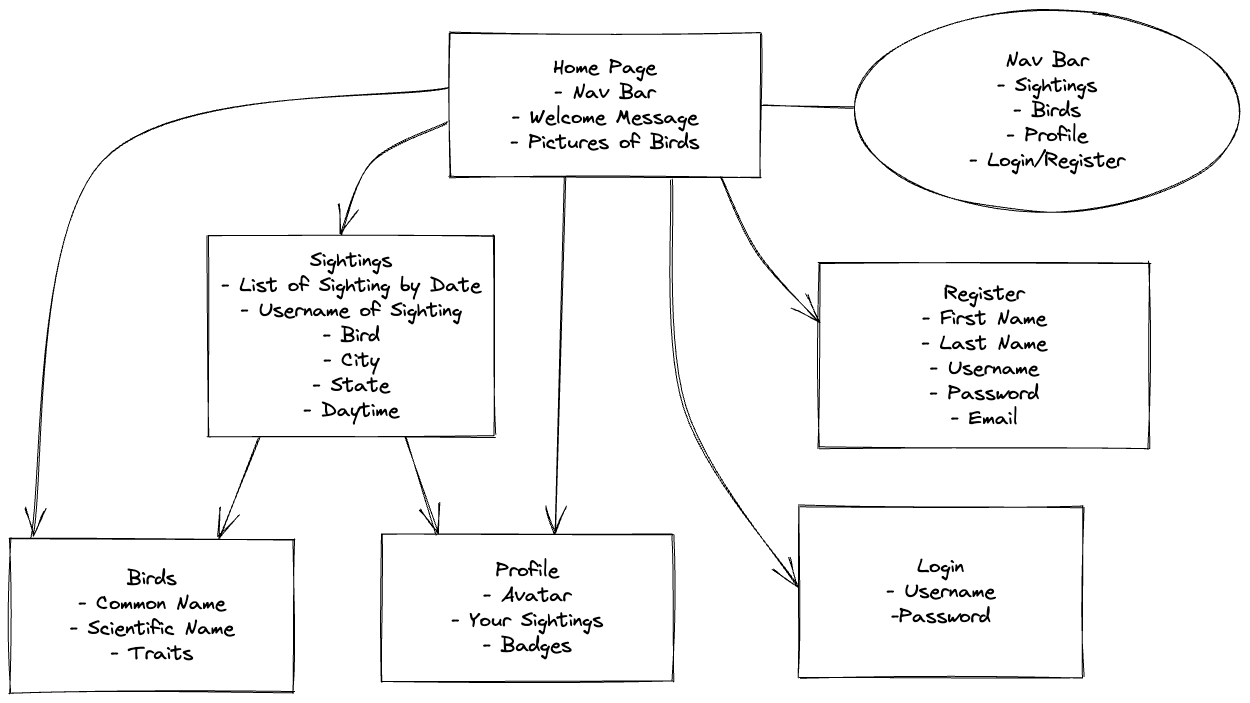 Home Page
- Nav Bar
- Welcome Message
- Pictures of Birds
Nav Bar
- Sightings
- Birds
- Profile
- Login/Register
Sightings
- List of Sighting by Date
- Username of Sighting
- Bird
- City
- State
- Daytime
Register
- First Name
- Last Name
- Username
- Password
- Email
Birds
- Common Name
- Scientific Name
- Traits
Profile
- Avatar
- Your Sightings
- Badges
Login
- Username
-Password